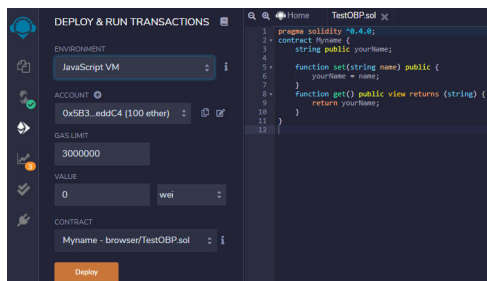 DEPLOY & RUN TRANSACTIONS
ENVIRONMENT
JavaScript VM
i
ACCOUNT
0x5B3...eddC4 (100 ether)
GAS LIMIT
3000000
VALUE
0
wei
CONTRACT
Myname - browser/TestOBP.sol
i
Deploy
3
Home
TestOBP.sol
1 pragma solidity ^0.4.0;
2 contract Myname {
3 string public yourName;
4
5 function set(string name) public {
6 yourName = name;
7 }
8 function get() public view returns (string) {
9 return yourName;
10 }
11 }
12